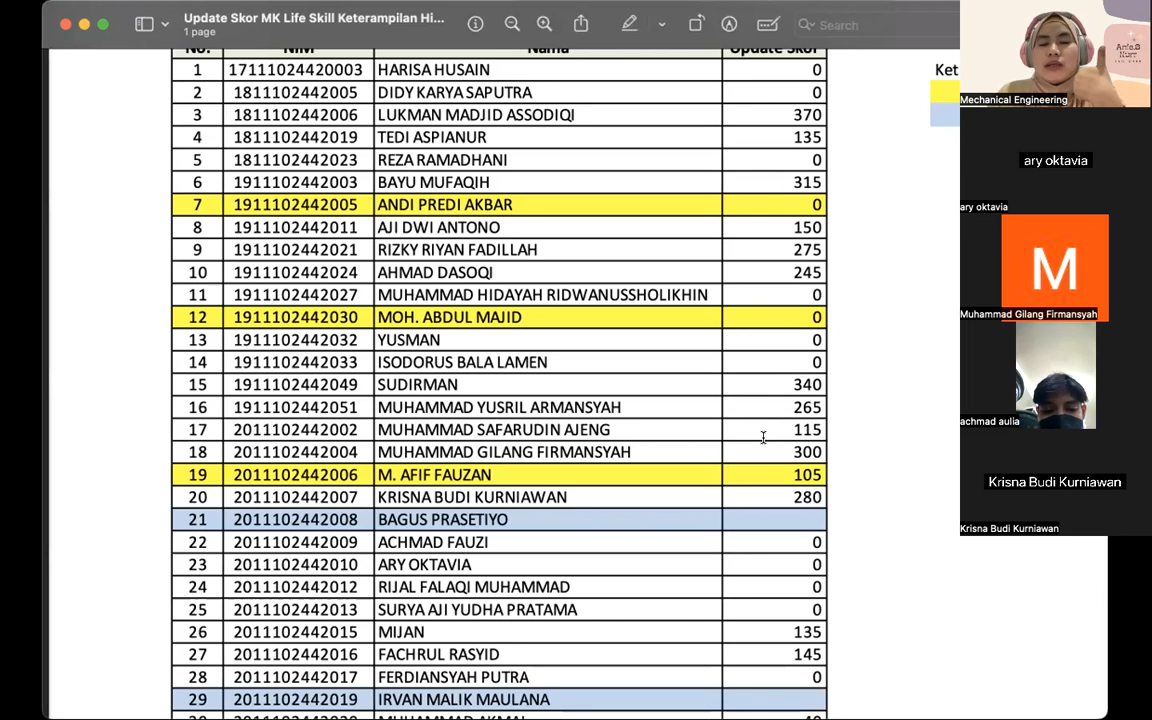 Update Skor MK Life Skill Keterampilan Hi...
1 page
Search
No. NIM Nama Update Skor
1 17111024420003 HARISA HUSAIN 0
2 1811102442005 DIDY KARYA SAPUTRA 0
3 1811102442006 LUKMAN MADJID ASSODIQI 370
4 1811102442019 TEDI ASPIANUR 135
5 1811102442023 REZA RAMADHANI 0
6 1911102442003 BAYU MUFAQIH 315
7 1911102442005 ANDI PREDI AKBAR 0
8 1911102442011 AJI DWI ANTONO 150
9 1911102442021 RIZKY RIYAN FADILLAH 275
10 1911102442024 AHMAD DASOQI 245
11 1911102442027 MUHAMMAD HIDAYAH RIDWANUSSHOLIKHIN 0
12 1911102442030 MOH. ABDUL MAJID 0
13 1911102442032 YUSMAN 0
14 1911102442033 ISODORUS BALA LAMEN 0
15 1911102442049 SUDIRMAN 340
16 1911102442051 MUHAMMAD YUSRIL ARMANSYAH 265
17 2011102442002 MUHAMMAD SAFARUDIN AJENG 115
18 2011102442004 MUHAMMAD GILANG FIRMANSYAH 300
19 2011102442006 M. AFIF FAUZAN 105
20 2011102442007 KRISNA BUDI KURNIAWAN 280
21 2011102442008 BAGUS PRASETIYO
22 2011102442009 ACHMAD FAUZI 0
23 2011102442010 ARY OKTAVIA 0
24 2011102442012 RIJAL FALAQI MUHAMMAD 0
25 2011102442013 SURYA AJI YUDHA PRATAMA 0
26 2011102442015 MIJAN 135
27 2011102442016 FACHRUL RASYID 145
28 2011102442017 FERDIANSYAH PUTRA 0
29 2011102442019 IRVAN MALIK MAULANA
Ket
Mechanical Engineering
ary oktavia
ary oktavia
M
Muhammad Gilang Firmansyah
achmad aulia
Krisna Budi Kurniawan
Krisna Budi Kurniawan